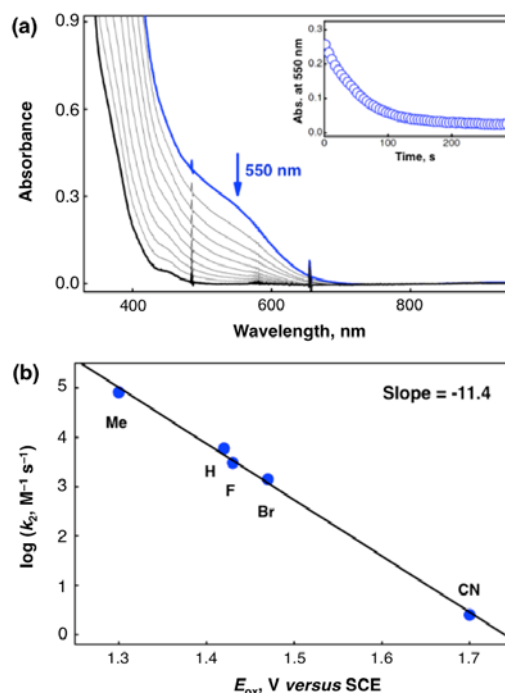 (a)
0.9
0.6
0.3
0.0
Absorbance
550 nm
400
600
800
Wavelength, nm
Abs. at 550 nm
0.3
0.2
0.1
0.0
0
200
Time, s
(b)
Slope = -11.4
5
4
3
2
1
0
log (k₂, M⁻¹ s⁻¹)
Me
H
F
Br
CN
1.3
1.4
1.5
1.6
1.7
Eₒₓ, V versus SCE